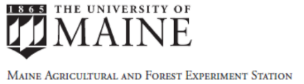 1865 THE UNIVERSITY OF
MAINE
MAINE AGRICULTURAL AND FOREST EXPERIMENT STATION